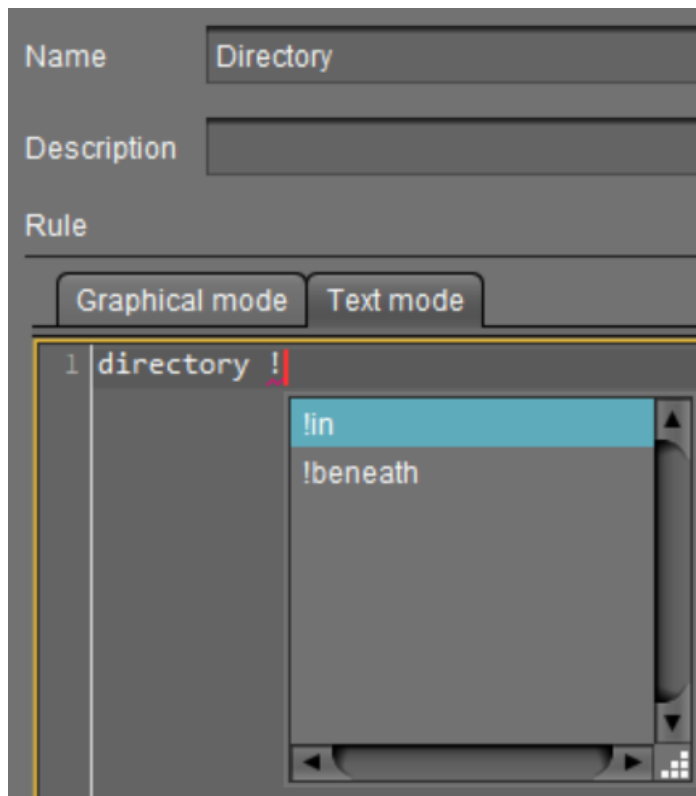 Name Directory
Description
Rule
Graphical mode Text mode
1 directory !
!in
!beneath